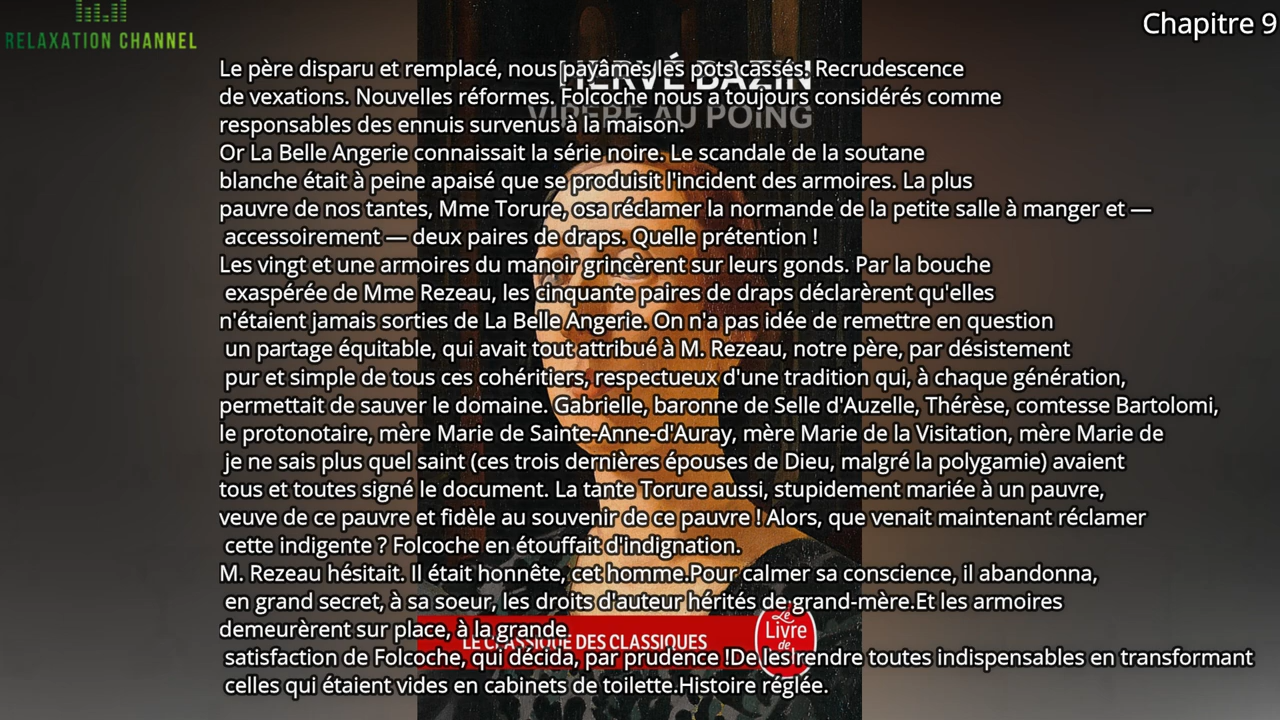 RELAXATION CHANNEL
Chapitre 9
HERVÉ BAZIN
VIPÈRE AU POING
Le père disparu et remplacé, nous payâmes les pots cassés. Recrudescence
de vexations. Nouvelles réformes. Folcoche nous a toujours considérés comme
responsables des ennuis survenus à la maison.
Or La Belle Angerie connaissait la série noire. Le scandale de la soutane
blanche était à peine apaisé que se produisit l'incident des armoires. La plus
pauvre de nos tantes, Mme Torure, osa réclamer la normande de la petite salle à manger et —
accessoirement — deux paires de draps. Quelle prétention !
Les vingt et une armoires du manoir grincèrent sur leurs gonds. Par la bouche
exaspérée de Mme Rezeau, les cinquante paires de draps déclarèrent qu'elles
n'étaient jamais sorties de La Belle Angerie. On n'a pas idée de remettre en question
un partage équitable, qui avait tout attribué à M. Rezeau, notre père, par désistement
pur et simple de tous ces cohéritiers, respectueux d'une tradition qui, à chaque génération,
permettait de sauver le domaine. Gabrielle, baronne de Selle d'Auzelle, Thérèse, comtesse Bartolomi,
le protonotaire, mère Marie de Sainte-Anne-d'Auray, mère Marie de la Visitation, mère Marie de
je ne sais plus quel saint (ces trois dernières épouses de Dieu, malgré la polygamie) avaient
tous et toutes signé le document. La tante Torure aussi, stupidement mariée à un pauvre,
veuve de ce pauvre et fidèle au souvenir de ce pauvre ! Alors, que venait maintenant réclamer
cette indigente ? Folcoche en étouffait d'indignation.
M. Rezeau hésitait. Il était honnête, cet homme.Pour calmer sa conscience, il abandonna,
en grand secret, à sa soeur, les droits d'auteur hérités de grand-mère.Et les armoires
demeurèrent sur place, à la grande
satisfaction de Folcoche, qui décida, par prudence !De les rendre toutes indispensables en transformant
celles qui étaient vides en cabinets de toilette.Histoire réglée.
LE CLASSIQUE DES CLASSIQUES
Le
Livre
de